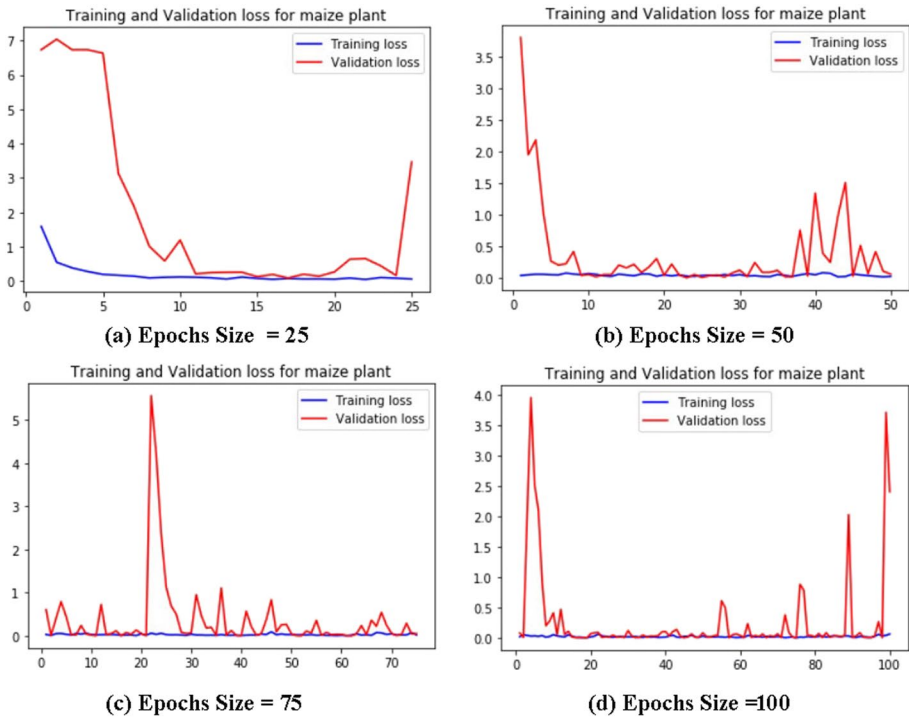 Training and Validation loss for maize plant
Training loss
Validation loss
7
6
5
4
3
2
1
0
0 5 10 15 20 25
(a) Epochs Size = 25
Training and Validation loss for maize plant
Training loss
Validation loss
3.5
3.0
2.5
2.0
1.5
1.0
0.5
0.0
0 10 20 30 40 50
(b) Epochs Size = 50
Training and Validation loss for maize plant
Training loss
Validation loss
5
4
3
2
1
0
0 10 20 30 40 50 60 70
(c) Epochs Size = 75
Training and Validation loss for maize plant
Training loss
Validation loss
4.0
3.5
3.0
2.5
2.0
1.5
1.0
0.5
0.0
0 20 40 60 80 100
(d) Epochs Size =100